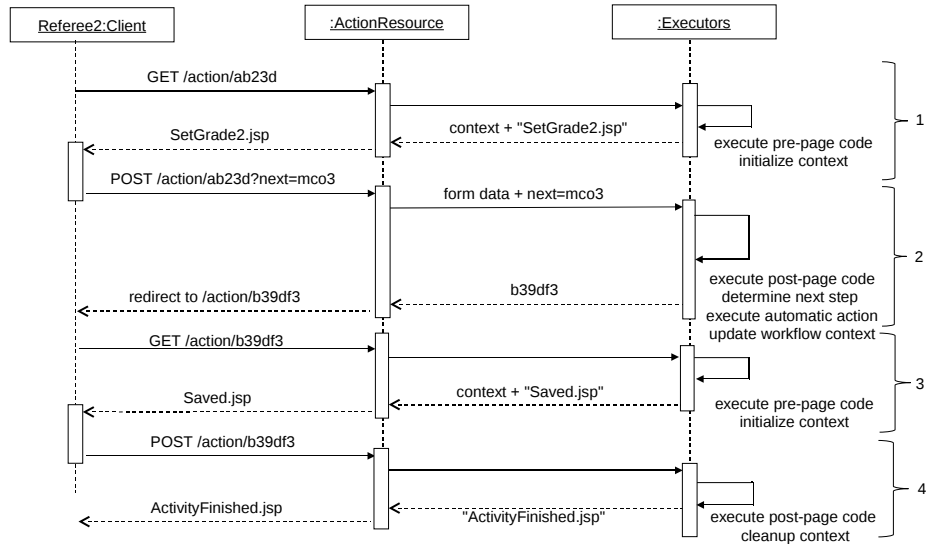 Referee2:Client
:ActionResource
:Executors
GET /action/ab23d
context + "SetGrade2.jsp"
SetGrade2.jsp
execute pre-page code
initialize context
1
POST /action/ab23d?next=mco3
form data + next=mco3
2
execute post-page code
determine next step
execute automatic action
update workflow context
b39df3
redirect to /action/b39df3
GET /action/b39df3
context + "Saved.jsp"
Saved.jsp
execute pre-page code
initialize context
3
POST /action/b39df3
4
ActivityFinished.jsp
"ActivityFinished.jsp"
execute post-page code
cleanup context